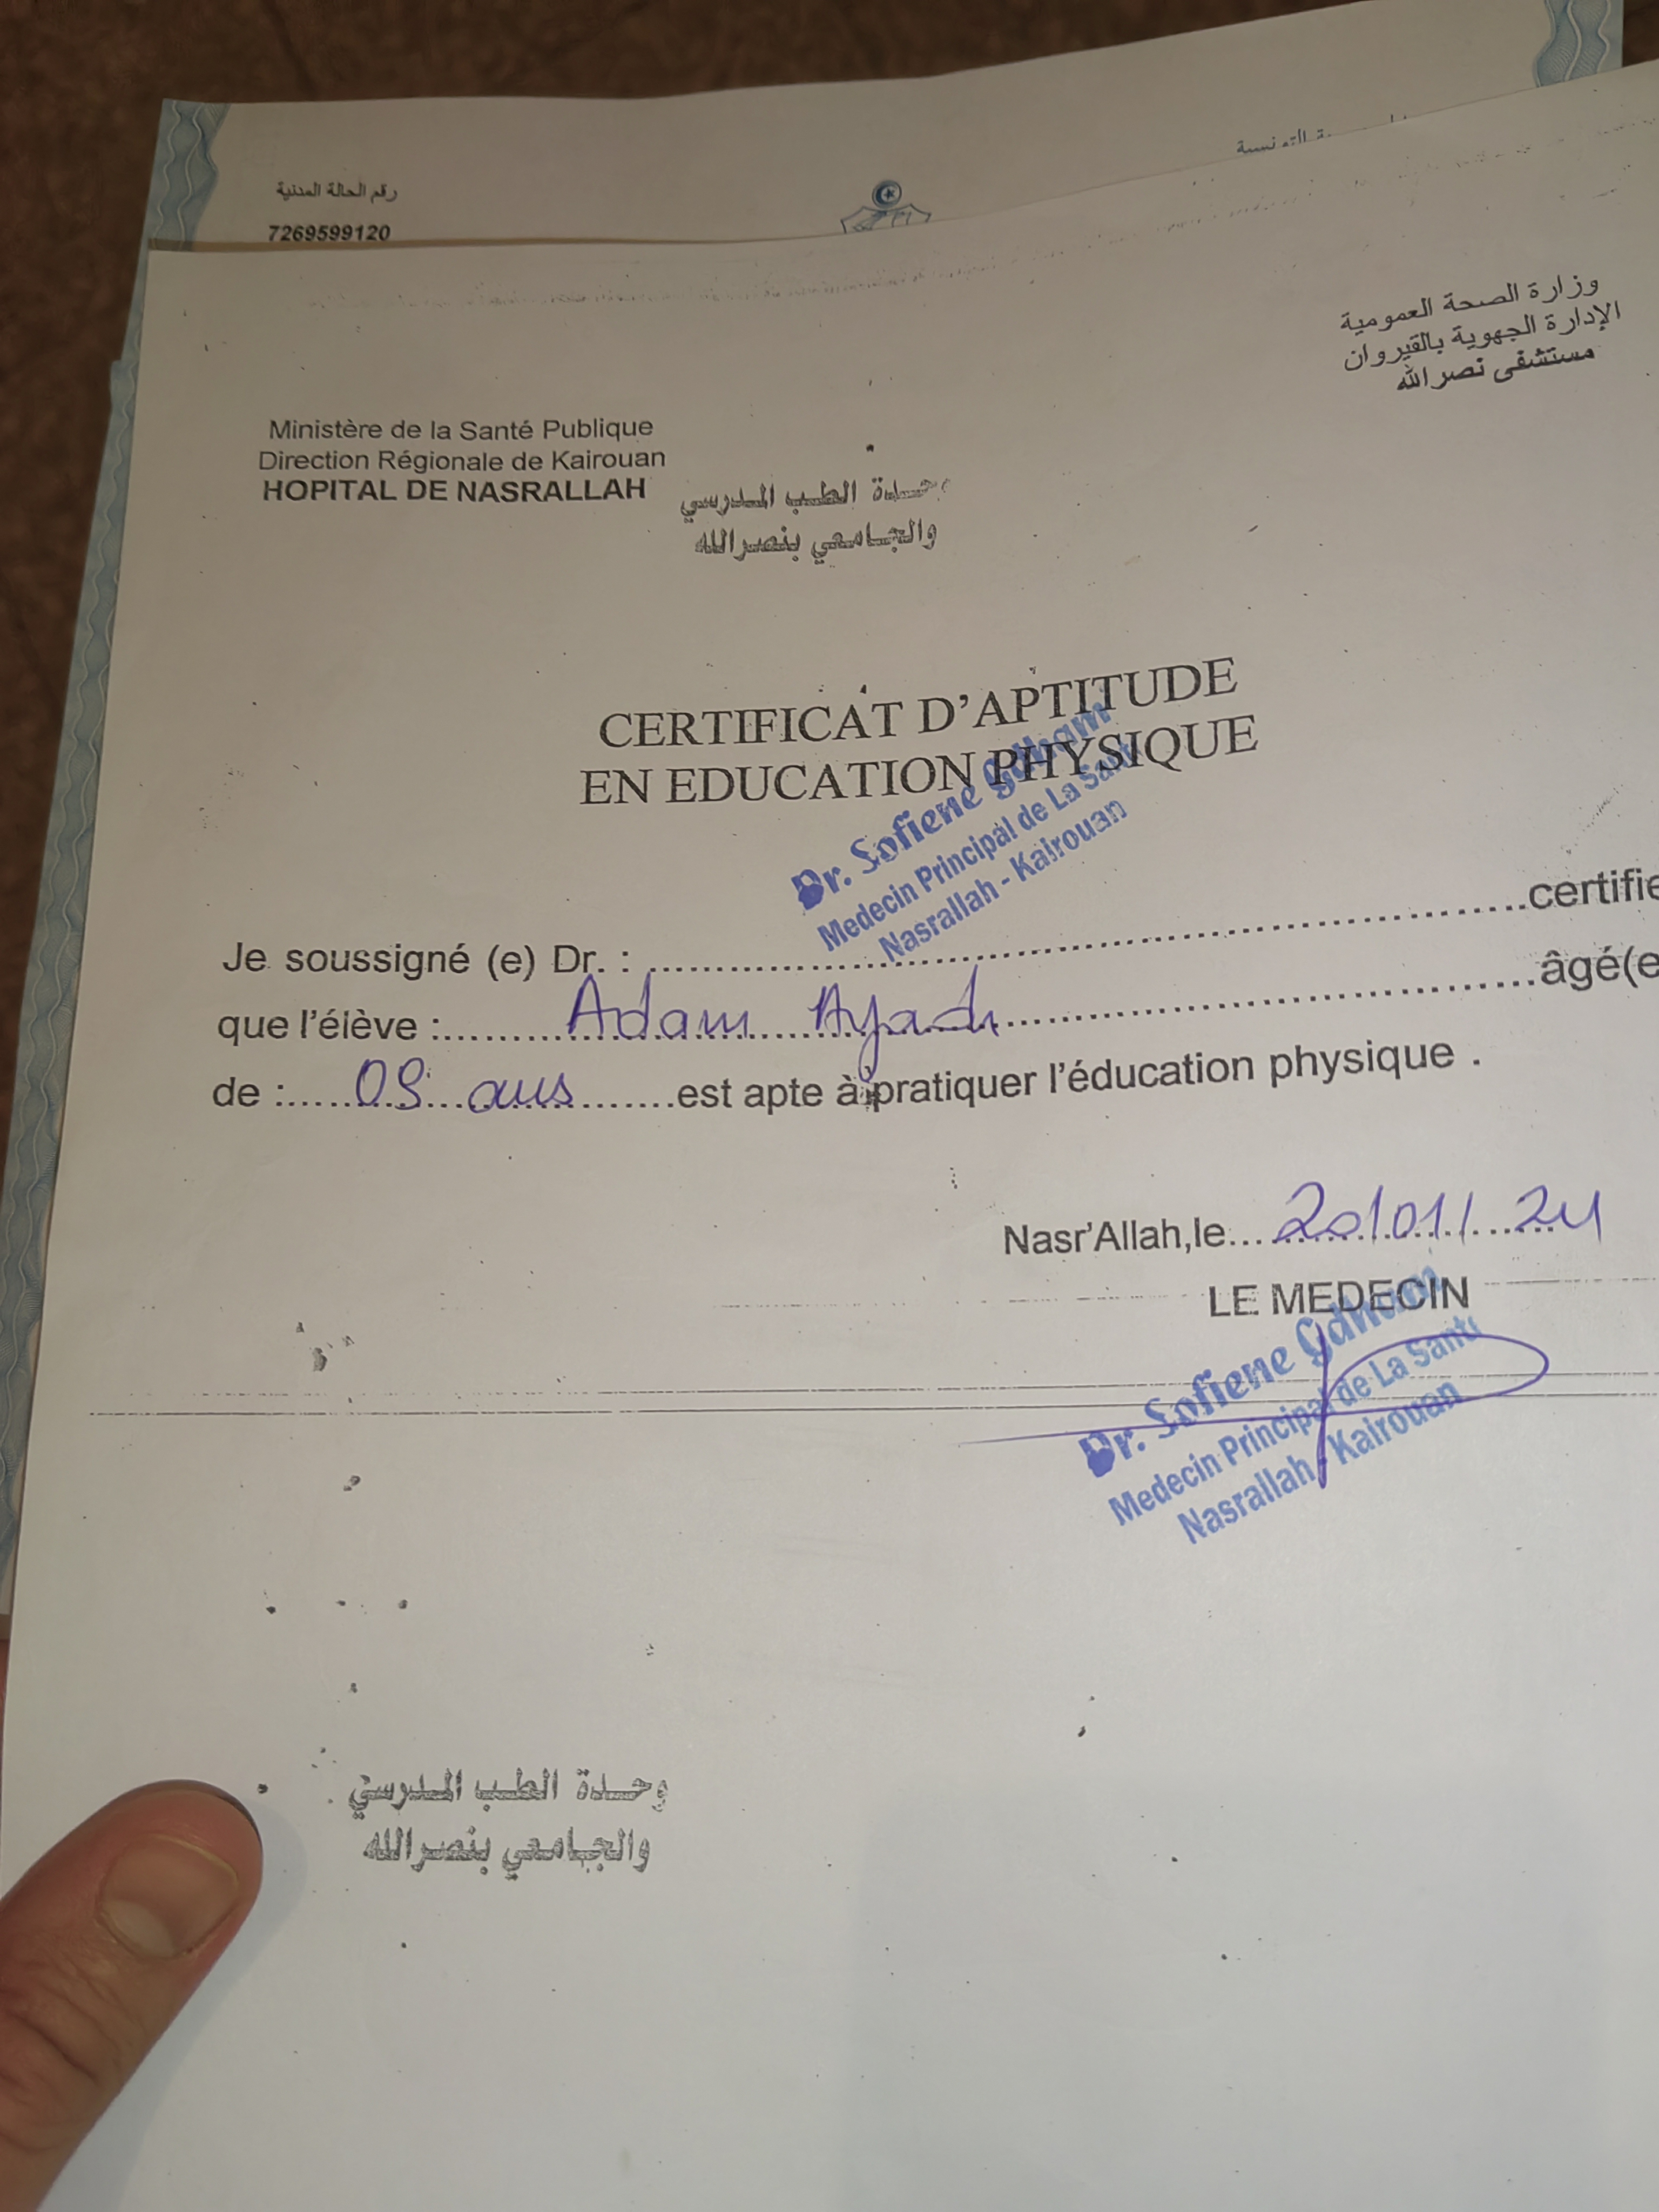 رقم الحالة المدنية
7269599120
وزارة الصحة العمومية
الإدارة الجهوية بالقيروان
مستشفى نصر الله
Ministère de la Santé Publique
Direction Régionale de Kairouan
HOPITAL DE NASRALLAH
وحدة الطب المدرسي
والجامعي بنصرالله
CERTIFICAT D'APTITUDE
EN EDUCATION PHYSIQUE
Dr. Sofiene Gdham
Medecin Principal de La Santé
Nasrallah - Kairouan
Je soussigné (e) Dr. : ........................certifie
que l'élève :........Adam Ayadi........................âgé(e
de :.....ans.......est apte à pratiquer l'éducation physique .
Nasr'Allah,le...20/01/24
LE MEDECIN
Dr. Sofiene Gdham
Medecin Principal de La Santé
Nasrallah - Kairouan
وحدة الطب المدرسي
والجامعي بنصرالله